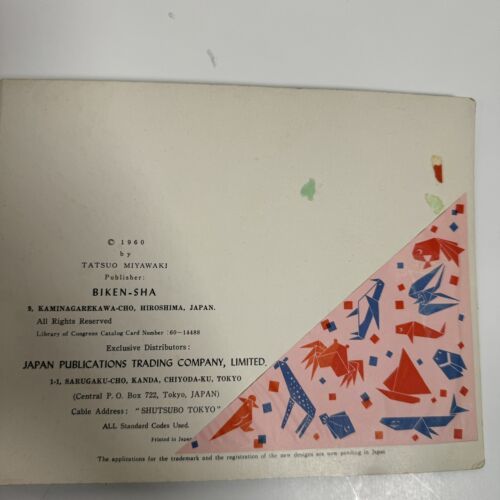 © 1960
by
TATSUO MIYAWAKI
Publisher:
BIKEN-SHA
9, KAMINAGAREKAWA-CHO, HIROSHIMA, JAPAN.
All Rights Reserved
Library of Congress Catalog Card Number :60-14488
Exclusive Distributors :
JAPAN PUBLICATIONS TRADING COMPANY, LIMITED.
1-1, SARUGAKU-CHO, KANDA, CHIYODA-KU, TOKYO
(Central P. O. Box 722, Tokyo, JAPAN)
Cable Address: "SHUTSUBO TOKYO"
ALL Standard Codes Used.
Printed in Japan
The applications for the trademark and the registration of the new designs are now pending in Japan